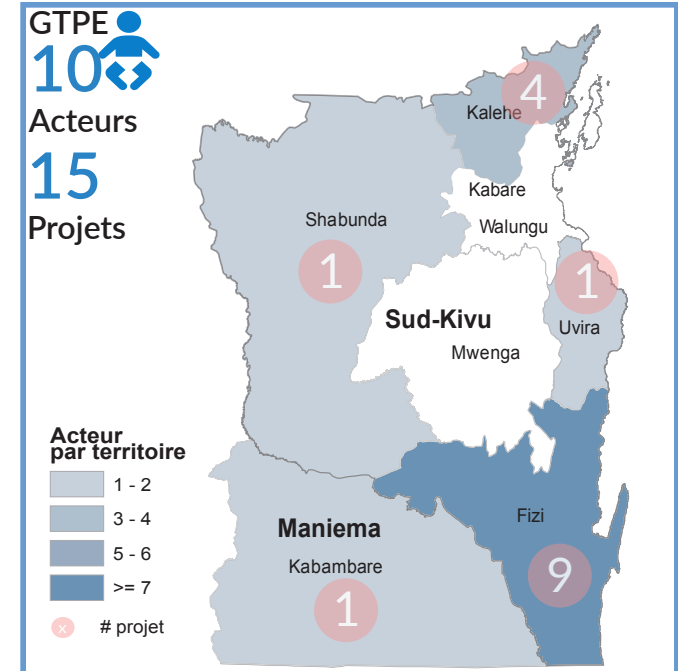 GTPE
10
Acteurs
15
Projets
4
Kalehe
Kabare
Walungu
Shabunda
1
1
Uvira
Sud-Kivu
Mwenga
Acteur
par territoire
1 - 2
3 - 4
5 - 6
>= 7
x # projet
Fizi
9
Maniema
Kabambare
1